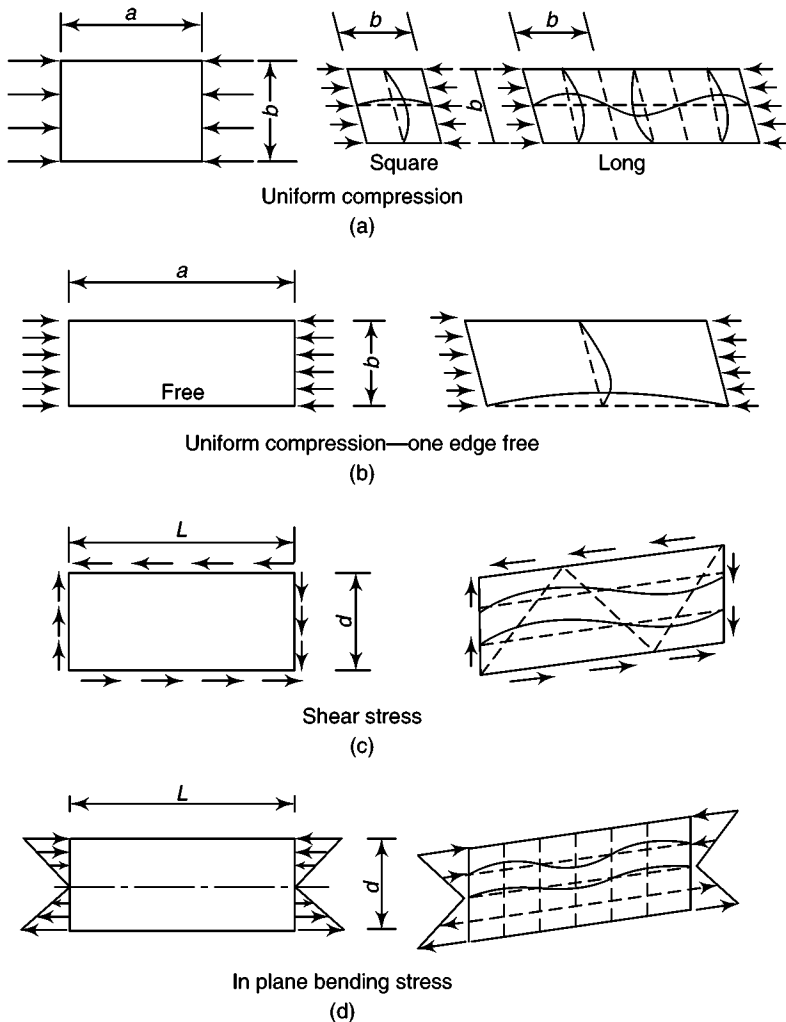 a
b
b
b
b
Square
Long
Uniform compression
(a)
a
b
Free
Uniform compression—one edge free
(b)
L
d
Shear stress
(c)
L
d
In plane bending stress
(d)